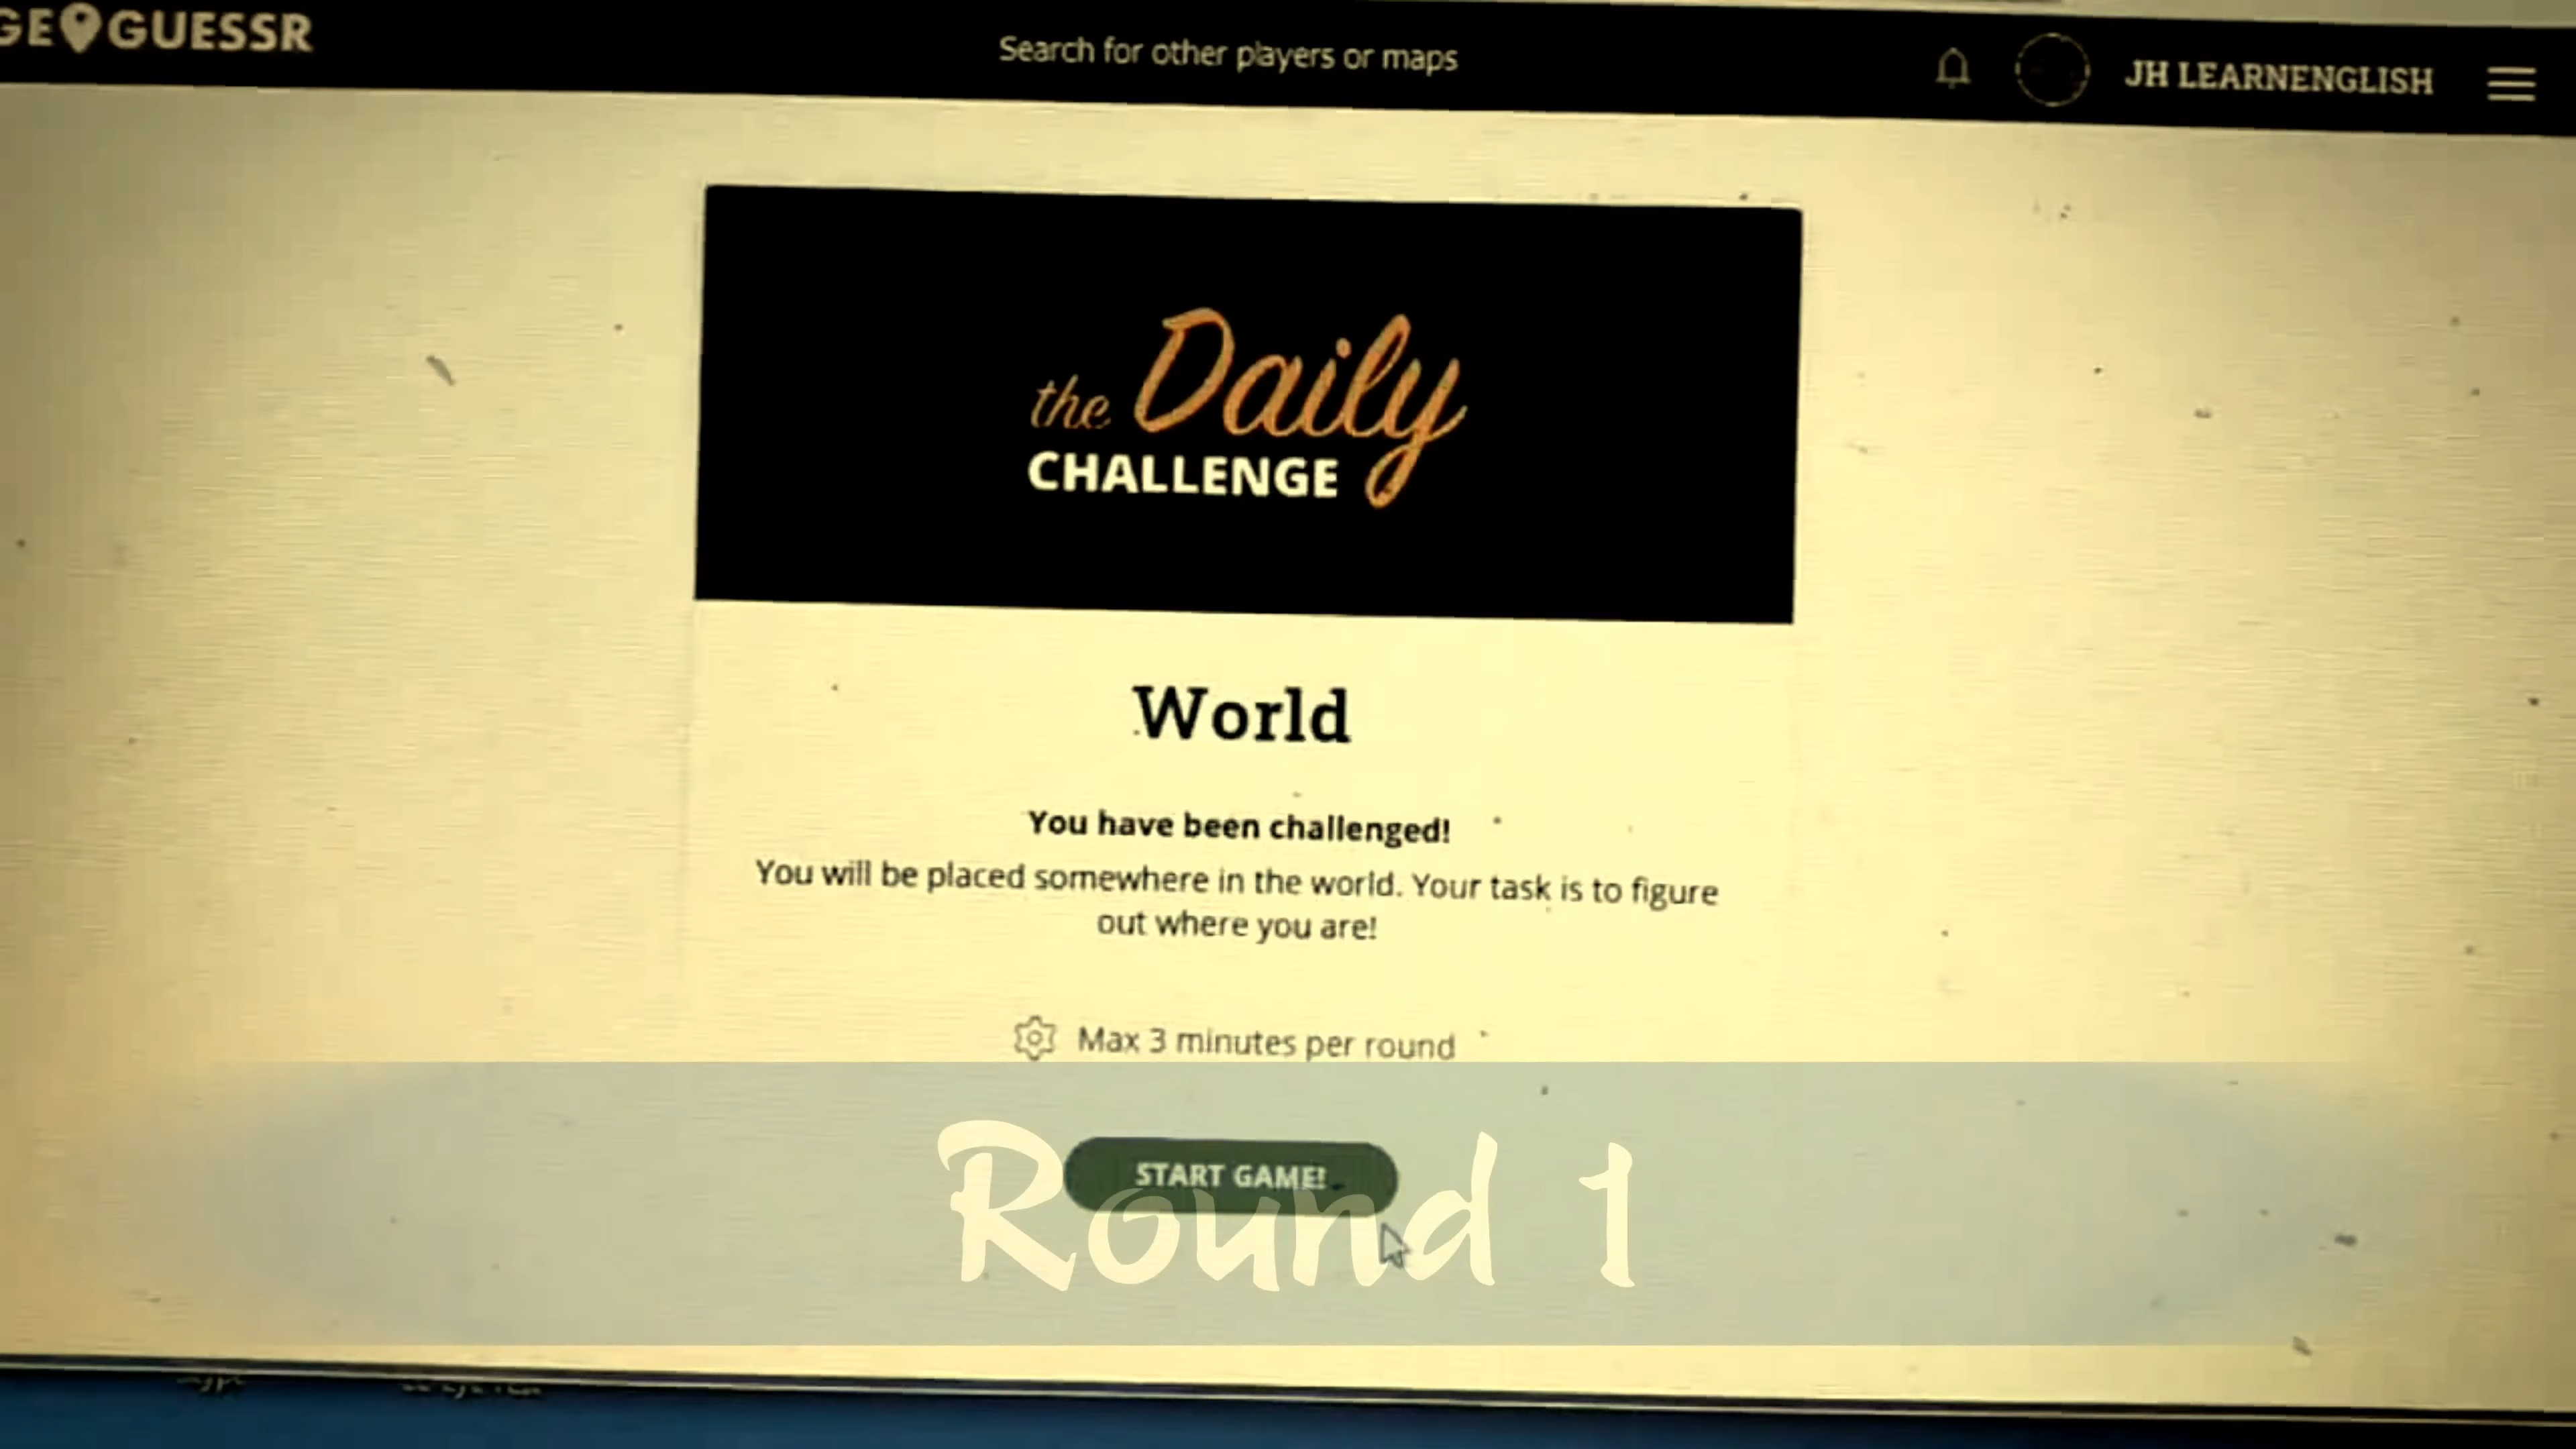 GEOGUESSR
Search for other players or maps
JH LEARNENGLISH
the Daily
CHALLENGE
World
You have been challenged!
You will be placed somewhere in the world. Your task is to figure
out where you are!
Max 3 minutes per round
START GAME!
Round 1